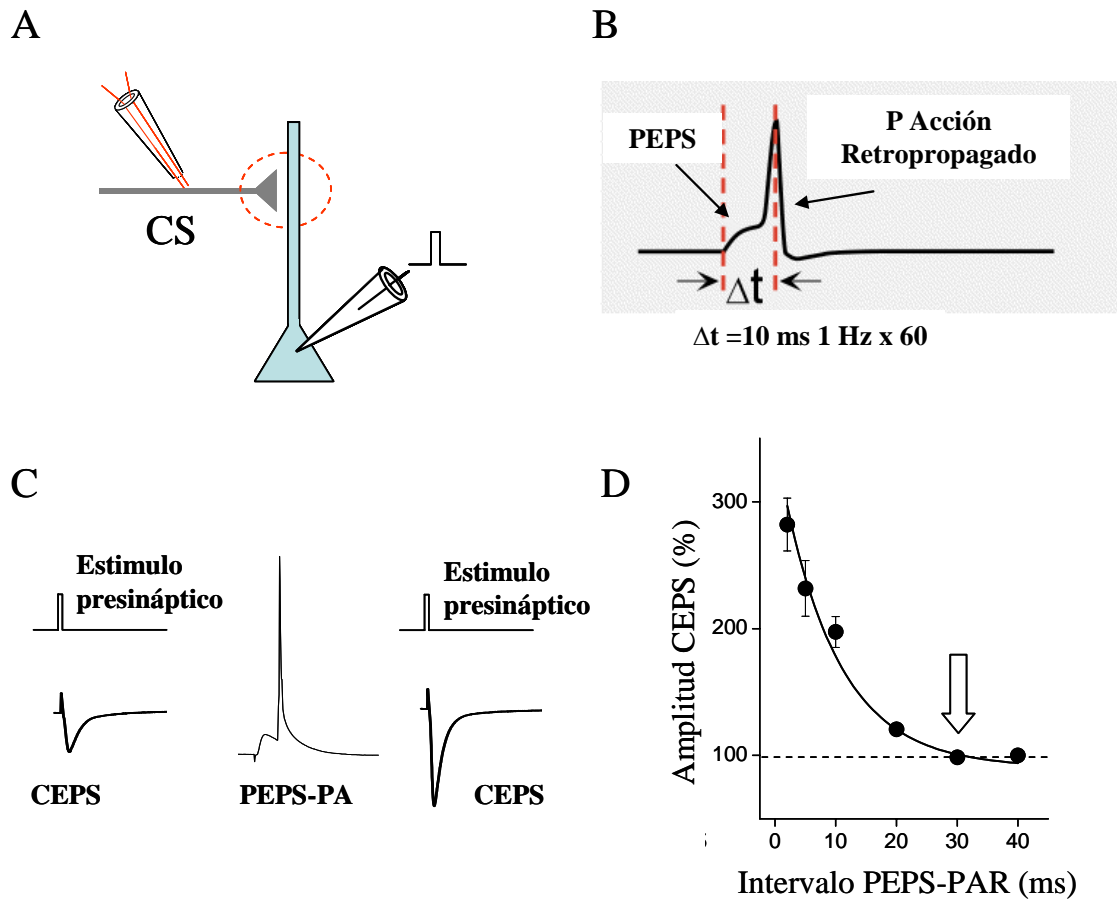 A
CS
B
PEPS
P Acción
Retropropagado
Δt
Δt =10 ms 1 Hz x 60
C
Estimulo
presináptico
CEPS
PEPS-PA
Estimulo
presináptico
CEPS
D
Amplitud CEPS (%)
300
200
100
0
10
20
30
40
Intervalo PEPS-PAR (ms)